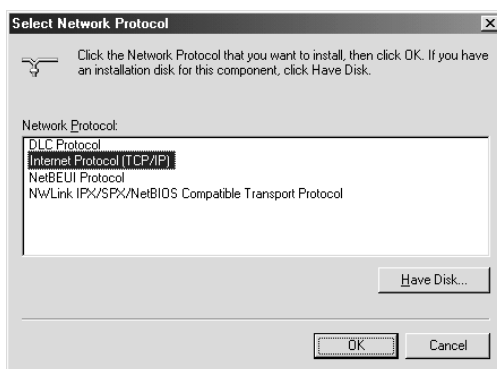 Select Network Protocol
Click the Network Protocol that you want to install, then click OK. If you have
an installation disk for this component, click Have Disk.
Network Protocol:
DLC Protocol
Internet Protocol (TCP/IP)
NetBEUI Protocol
NWLink IPX/SPX/NetBIOS Compatible Transport Protocol
Have Disk...
OK
Cancel